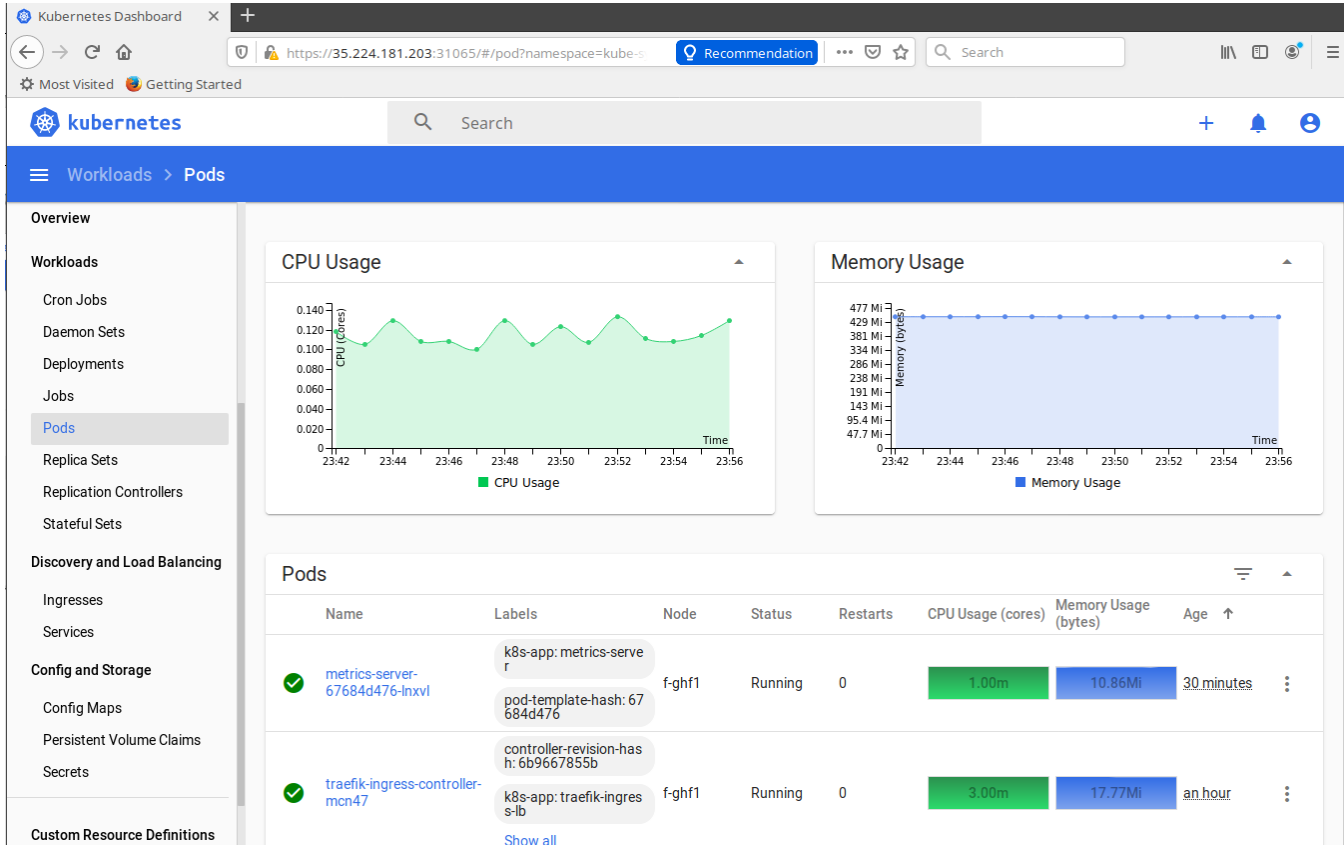 Kubernetes Dashboard
https://35.224.181.203:31065/#/pod?namespace=kube-s
Recommendation
Search
Most Visited
Getting Started
kubernetes
Search
Workloads > Pods
Overview
Workloads
Cron Jobs
Daemon Sets
Deployments
Jobs
Pods
Replica Sets
Replication Controllers
Stateful Sets
Discovery and Load Balancing
Ingresses
Services
Config and Storage
Config Maps
Persistent Volume Claims
Secrets
Custom Resource Definitions
CPU Usage
0.140
0.120
0.100
0.080
0.060
0.040
0.020
0
CPU (cores)
Time
23:42 23:44 23:46 23:48 23:50 23:52 23:54 23:56
CPU Usage
Memory Usage
477 Mi
429 Mi
381 Mi
334 Mi
286 Mi
238 Mi
191 Mi
143 Mi
95.4 Mi
47.7 Mi
0
Memory (bytes)
Time
23:42 23:44 23:46 23:48 23:50 23:52 23:54 23:56
Memory Usage
Pods
Name Labels Node Status Restarts CPU Usage (cores) Memory Usage
(bytes) Age
metrics-server-
67684d476-lnxvl
k8s-app: metrics-serve
r
pod-template-hash: 67
684d476
f-ghf1 Running 0 1.00m 10.86Mi 30 minutes
traefik-ingress-controller-
mcn47
controller-revision-has
h: 6b9667855b
k8s-app: traefik-ingres
s-lb
Show all
f-ghf1 Running 0 3.00m 17.77Mi an hour